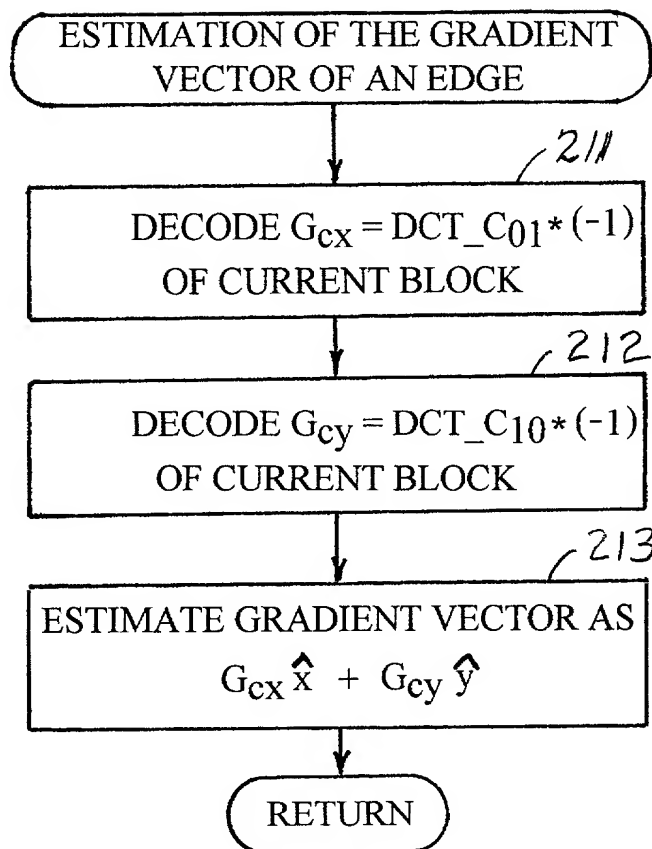 ESTIMATION OF THE GRADIENT
VECTOR OF AN EDGE
211
DECODE Gcx = DCT_C01*(-1)
OF CURRENT BLOCK
212
DECODE Gcy = DCT_C10*(-1)
OF CURRENT BLOCK
213
ESTIMATE GRADIENT VECTOR AS
Gcx x̂ + Gcy ŷ
RETURN